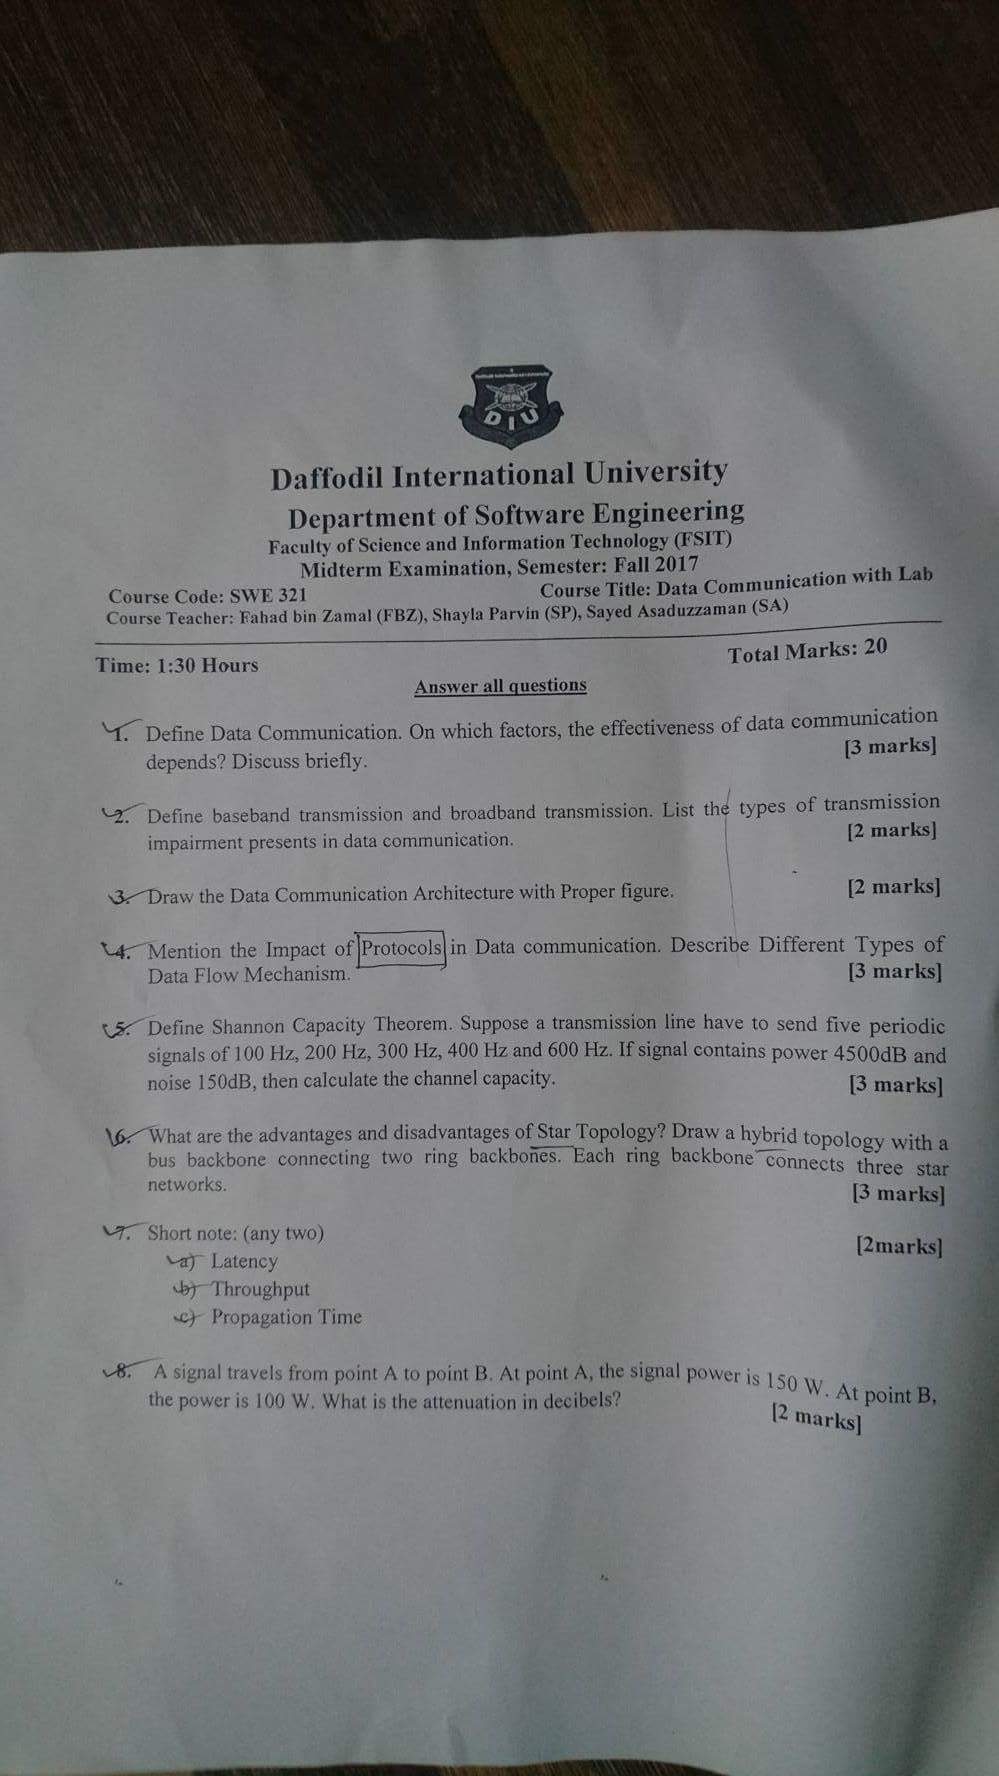 DIU
Daffodil International University
Department of Software Engineering
Faculty of Science and Information Technology (FSIT)
Midterm Examination, Semester: Fall 2017
Course Code: SWE 321 Course Title: Data Communication with Lab
Course Teacher: Fahad bin Zamal (FBZ), Shayla Parvin (SP), Sayed Asaduzzaman (SA)
Time: 1:30 Hours Total Marks: 20
Answer all questions
1. Define Data Communication. On which factors, the effectiveness of data communication
depends? Discuss briefly. [3 marks]
2. Define baseband transmission and broadband transmission. List the types of transmission
impairment presents in data communication. [2 marks]
3. Draw the Data Communication Architecture with Proper figure. [2 marks]
4. Mention the Impact of Protocols in Data communication. Describe Different Types of
Data Flow Mechanism. [3 marks]
5. Define Shannon Capacity Theorem. Suppose a transmission line have to send five periodic
signals of 100 Hz, 200 Hz, 300 Hz, 400 Hz and 600 Hz. If signal contains power 4500dB and
noise 150dB, then calculate the channel capacity. [3 marks]
6. What are the advantages and disadvantages of Star Topology? Draw a hybrid topology with a
bus backbone connecting two ring backbones. Each ring backbone connects three star
networks. [3 marks]
7. Short note: (any two) [2marks]
a) Latency
b) Throughput
c) Propagation Time
8. A signal travels from point A to point B. At point A, the signal power is 150 W. At point B,
the power is 100 W. What is the attenuation in decibels? [2 marks]